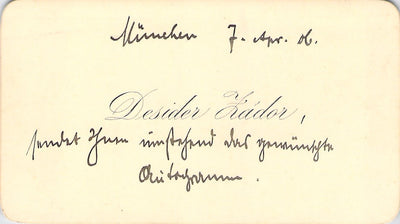 München 7. Apr. 06.
Desider Zádor,
sendet Ihnen umstehend das gewünschte
Autogramm.